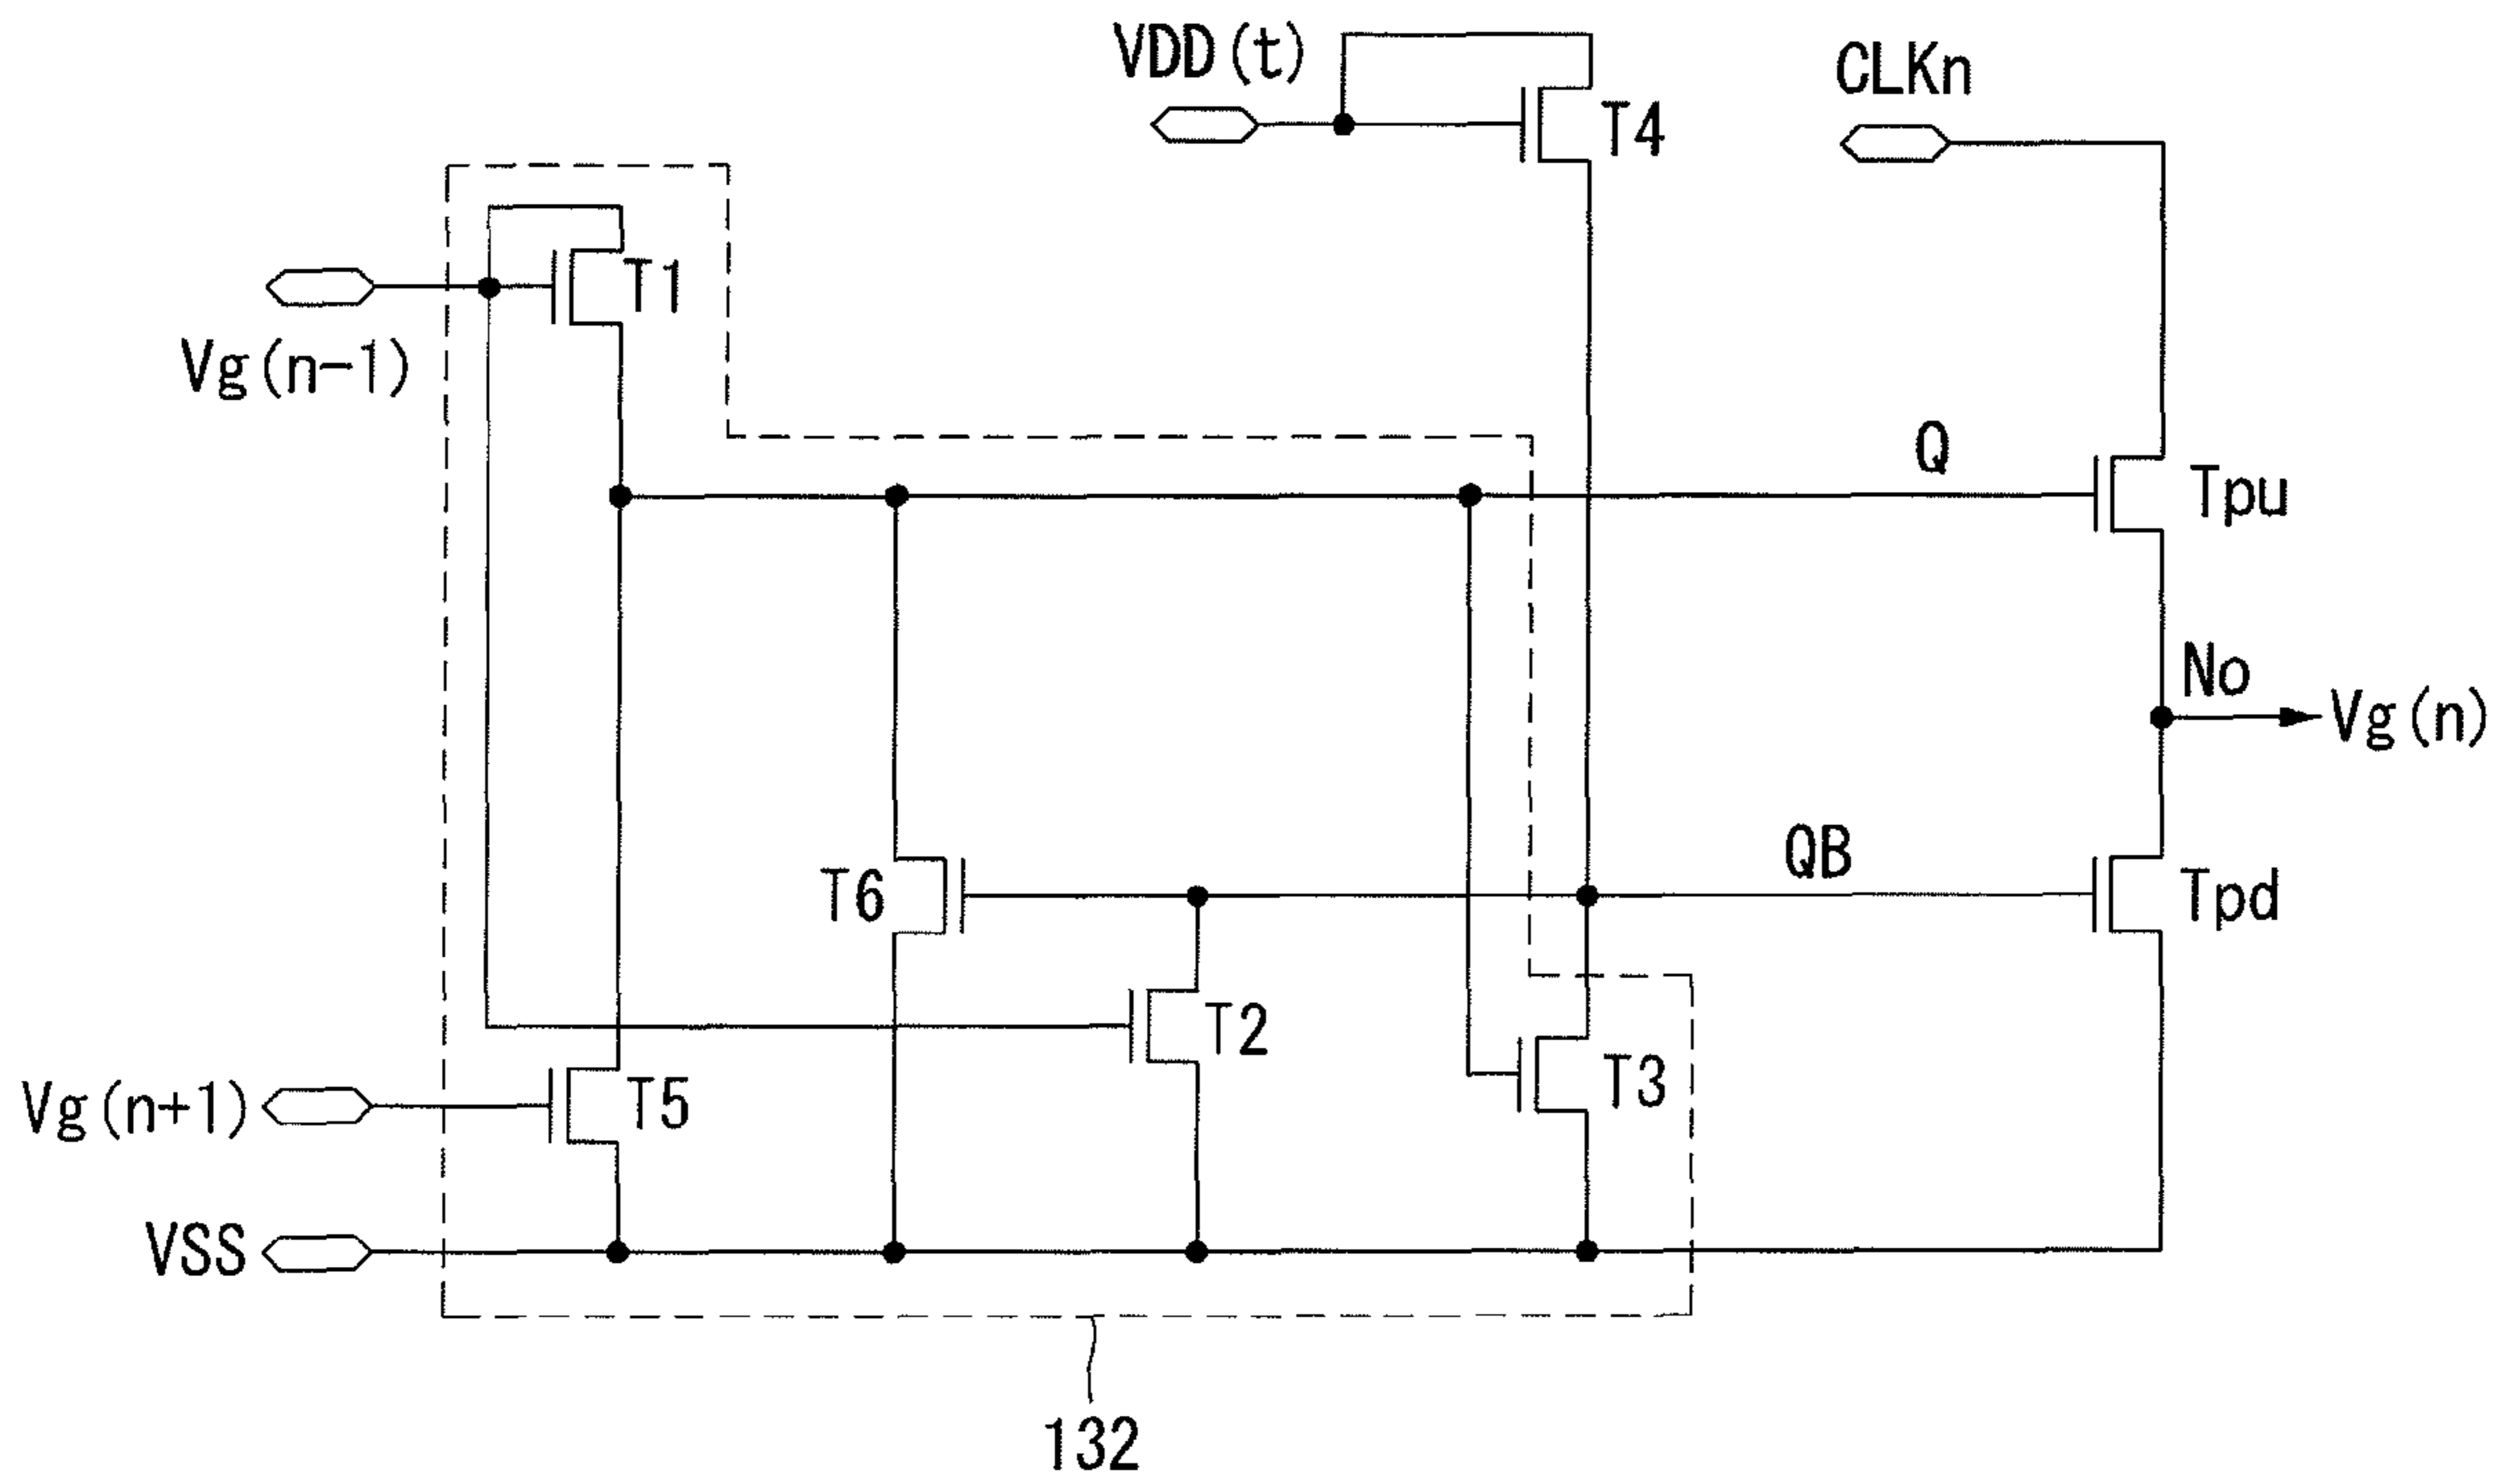 VDD(t)
CLKn
T4
T1
Vg(n-1)
Q
Tpu
No
Vg(n)
QB
T6
Tpd
T2
T3
Vg(n+1)
T5
VSS
132